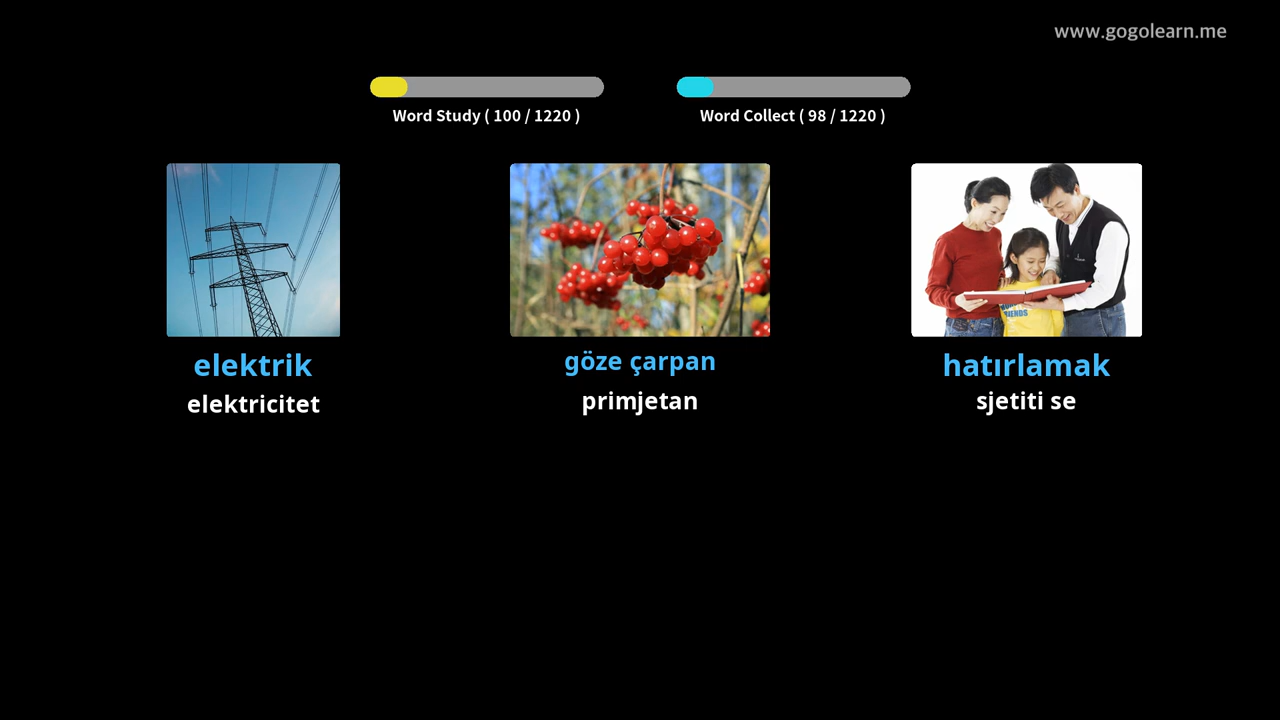 www.gogolearn.me
Word Study ( 100 / 1220 )
Word Collect ( 98 / 1220 )
elektrik
göze çarpan
hatırlamak
elektricitet
primjetan
sjetiti se